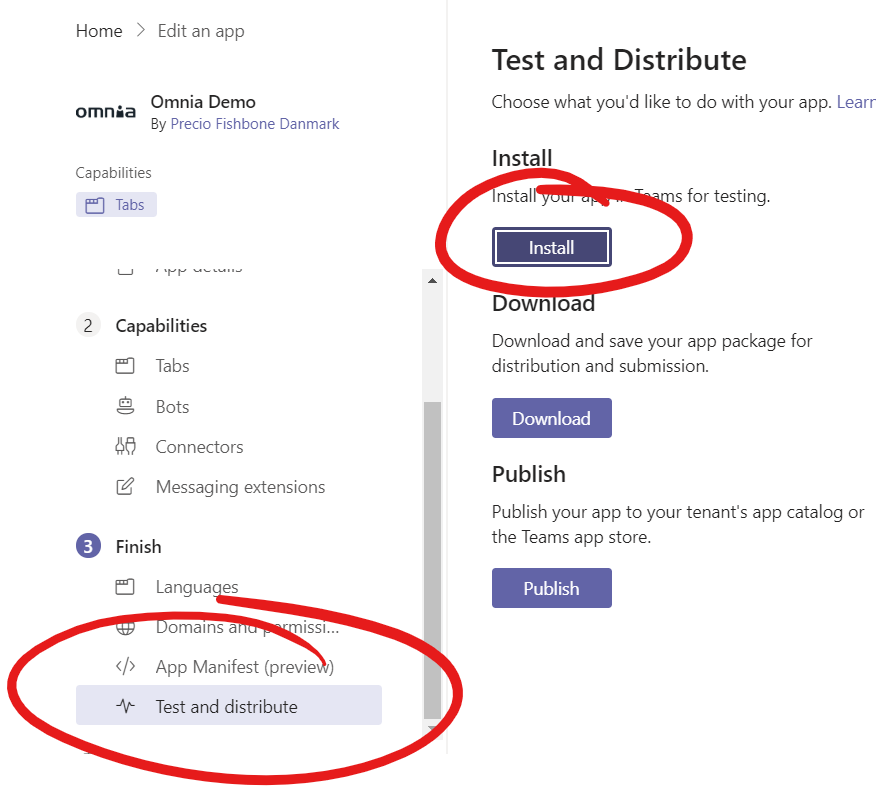 Home > Edit an app
omnia
Omnia Demo
By Precio Fishbone Danmark
Capabilities
Tabs
App details
2 Capabilities
Tabs
Bots
Connectors
Messaging extensions
3 Finish
Languages
Domains and permissi...
App Manifest (preview)
Test and distribute
Test and Distribute
Choose what you'd like to do with your app. Learn
Install
Install your app in Teams for testing.
Install
Download
Download and save your app package for
distribution and submission.
Download
Publish
Publish your app to your tenant's app catalog or
the Teams app store.
Publish